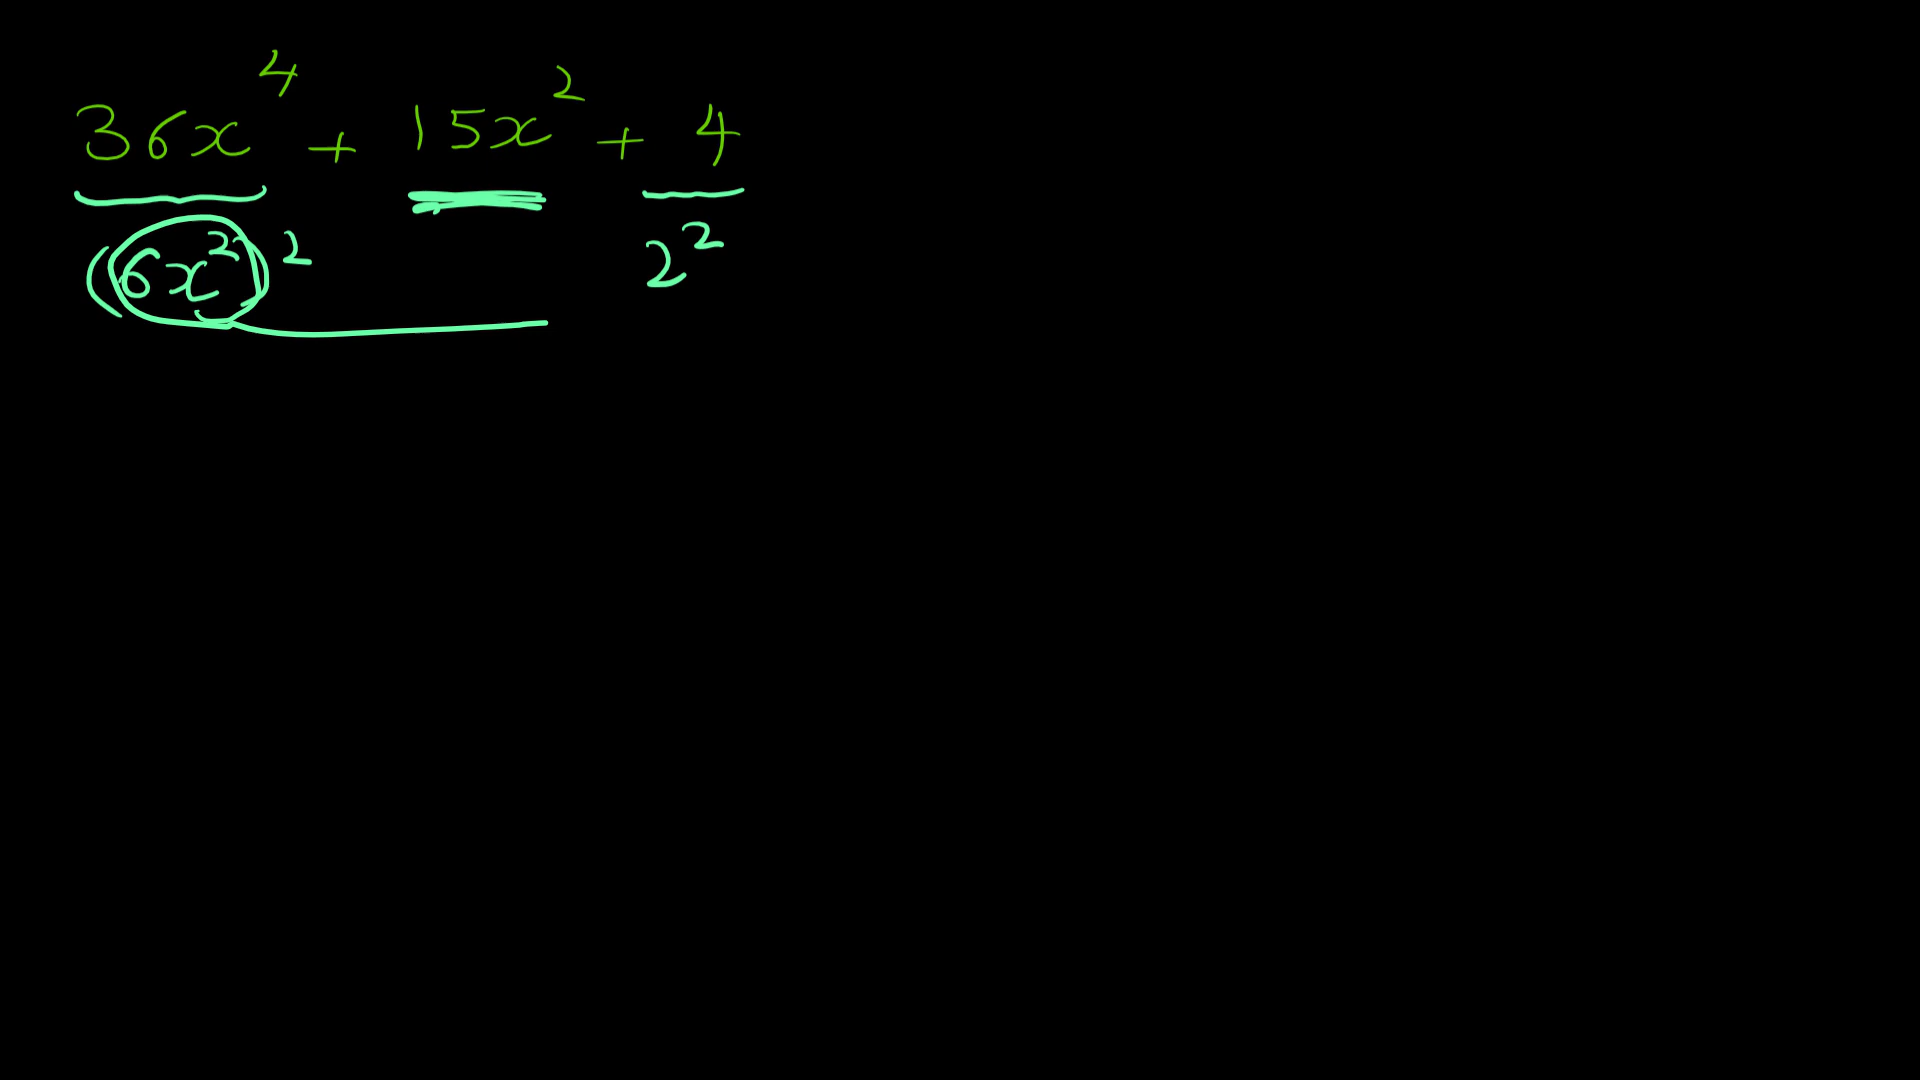 36x⁴ + 15x² + 4
(6x²)² 2²